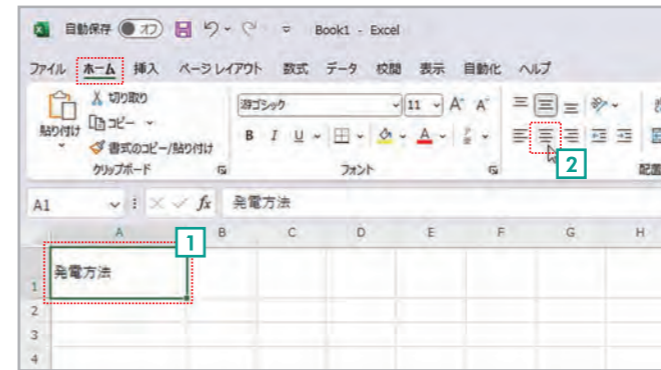 自動保存 オフ Book1 - Excel
ファイル ホーム 挿入 ページ レイアウト 数式 データ 校閲 表示 自動化 ヘルプ
切り取り
コピー
貼り付け
書式のコピー/貼り付け
クリップボード
游ゴシック 11 A A
B I U A
フォント
配置
2
A1 fx 発電方法
A B C D E F G H
1
1 発電方法
2
3
4